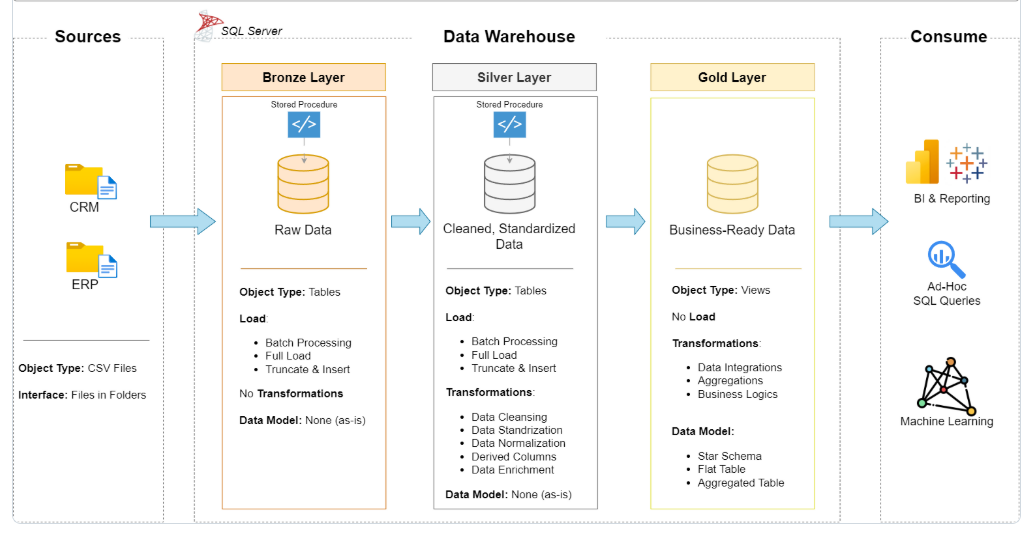 Sources
CRM
ERP
Object Type: CSV Files
Interface: Files in Folders
SQL Server
Data Warehouse
Bronze Layer
Stored Procedure
</>
Raw Data
Object Type: Tables
Load:
• Batch Processing
• Full Load
• Truncate & Insert
No Transformations
Data Model: None (as-is)
Silver Layer
Stored Procedure
</>
Cleaned, Standardized
Data
Object Type: Tables
Load:
• Batch Processing
• Full Load
• Truncate & Insert
Transformations:
• Data Cleansing
• Data Standrization
• Data Normalization
• Derived Columns
• Data Enrichment
Data Model: None (as-is)
Gold Layer
Business-Ready Data
Object Type: Views
No Load
Transformations:
• Data Integrations
• Aggregations
• Business Logics
Data Model:
• Star Schema
• Flat Table
• Aggregated Table
Consume
BI & Reporting
Ad-Hoc
SQL Queries
Machine Learning